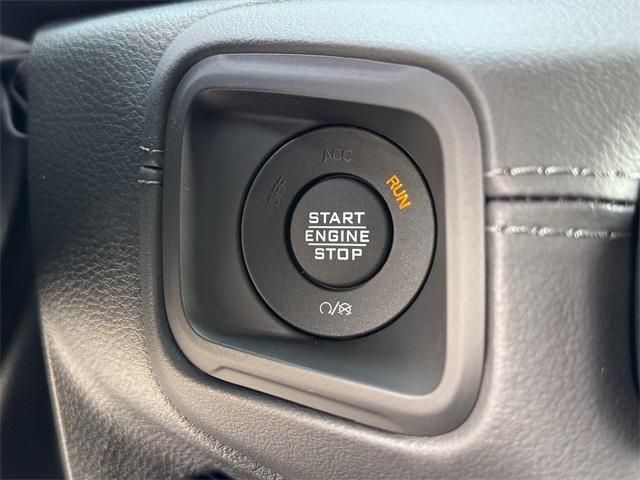 ACC
OFF
RUN
START
ENGINE
STOP